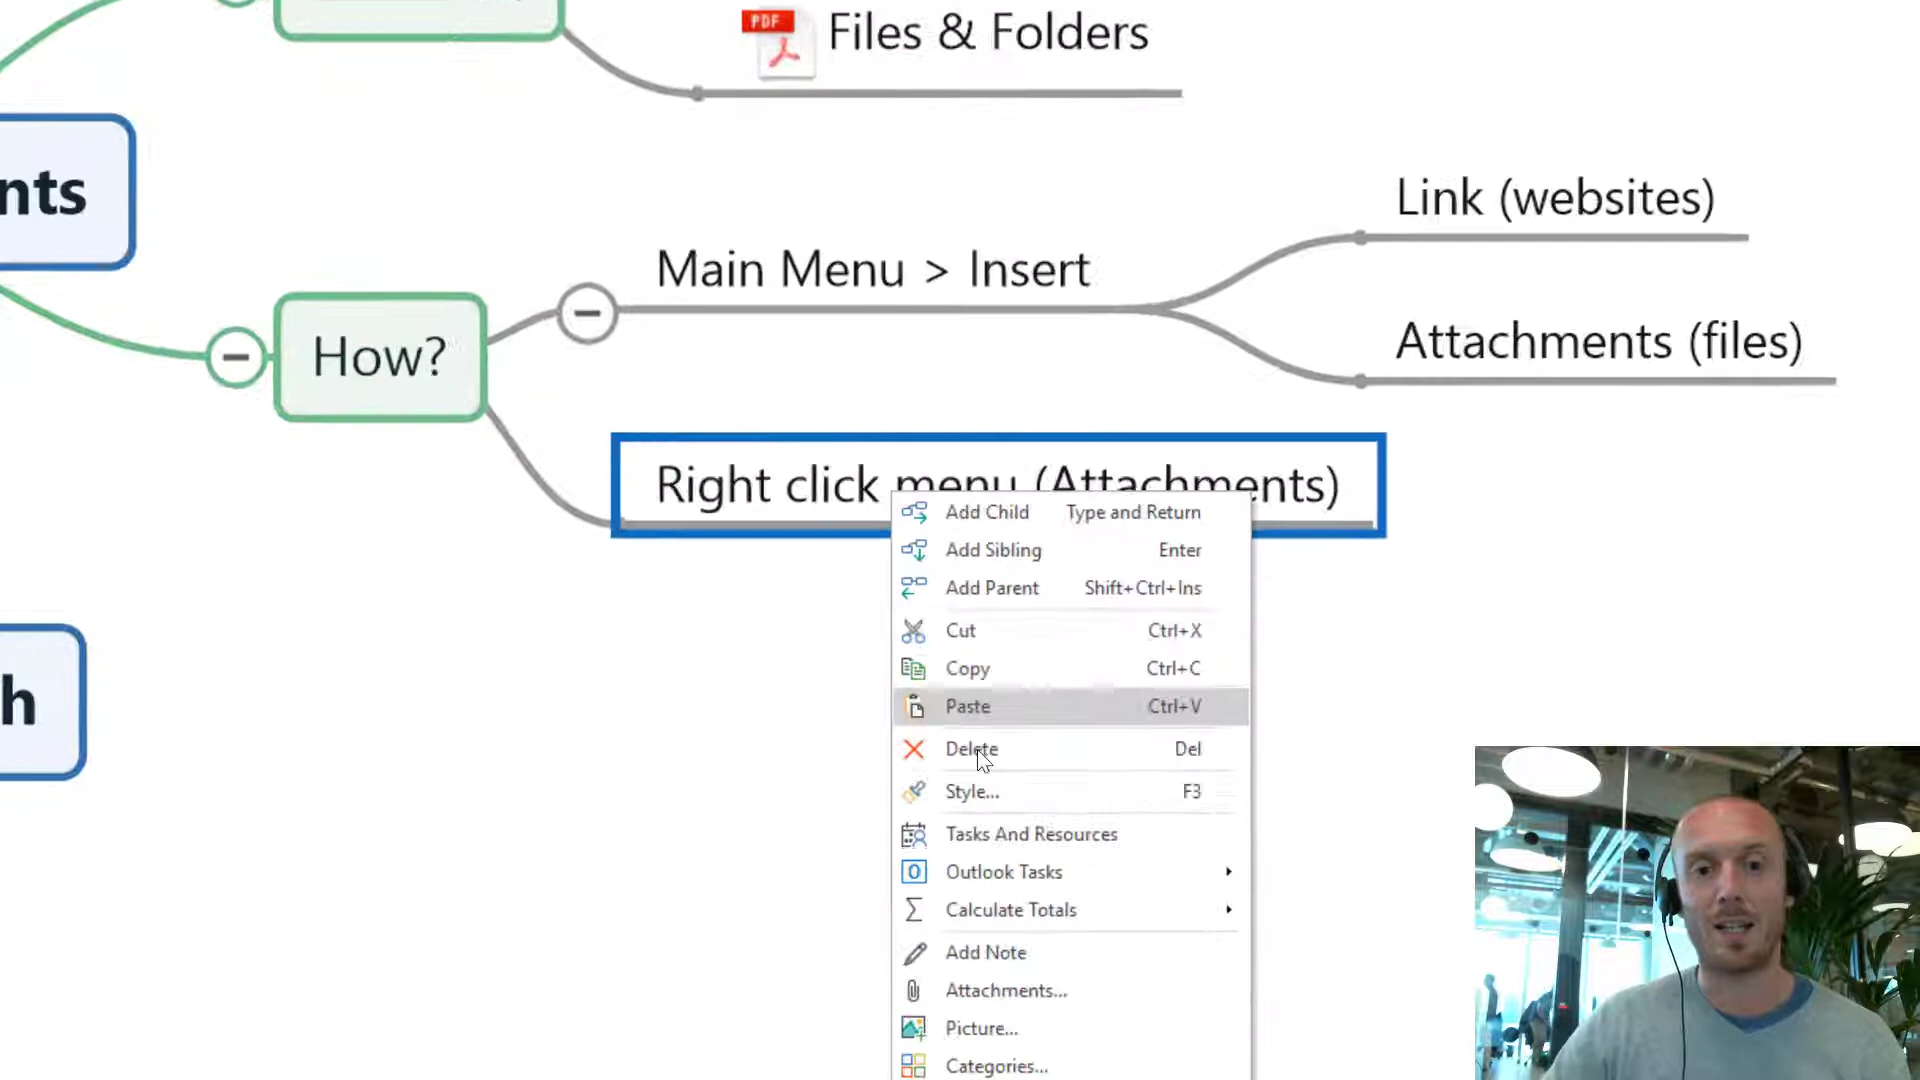 PDF
Files & Folders
nts
Link (websites)
Main Menu > Insert
How?
Attachments (files)
Right click menu (Attachments)
h
Add Child Type and Return
Add Sibling Enter
Add Parent Shift+Ctrl+Ins
Cut Ctrl+X
Copy Ctrl+C
Paste Ctrl+V
Delete Del
Style... F3
Tasks And Resources
Outlook Tasks
Calculate Totals
Add Note
Attachments...
Picture...
Categories...